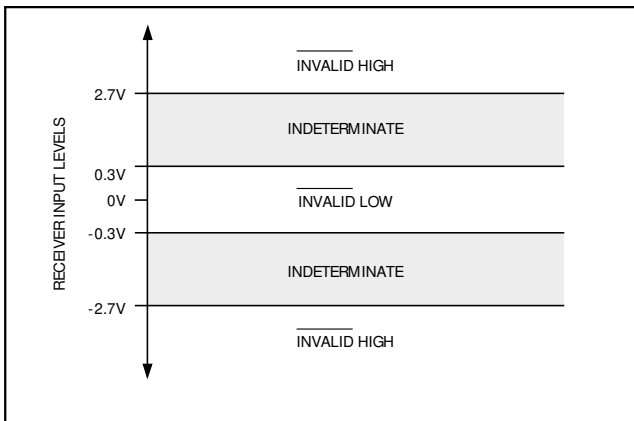 INVALID HIGH
2.7V
INDETERMINATE
0.3V
0V
INVALID LOW
-0.3V
INDETERMINATE
-2.7V
INVALID HIGH
RECEIVER INPUT LEVELS